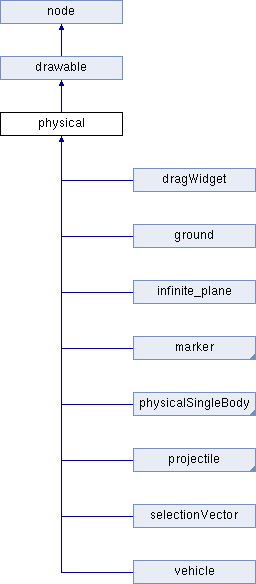 node
drawable
physical
dragWidget
ground
infinite_plane
marker
physicalSingleBody
projectile
selectionVector
vehicle